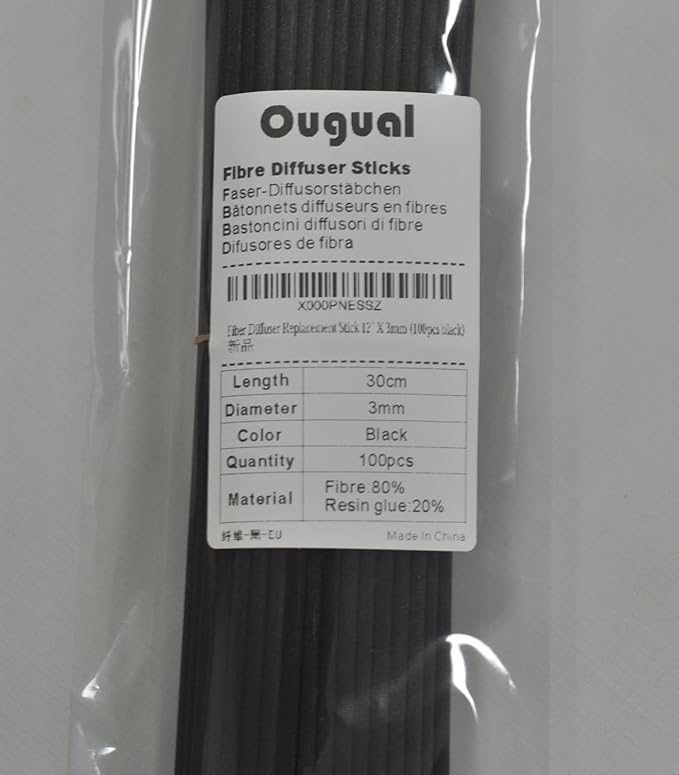 Ougual
Fibre Diffuser Sticks
Faser-Diffusorstäbchen
Bâtonnets diffuseurs en fibres
Bastoncini diffusori di fibre
Difusores de fibra
X000PNESSZ
Fiber Diffuser Replacement Stick 12" X 3mm (100pcs black)
新品
Length 30cm
Diameter 3mm
Color Black
Quantity 100pcs
Material Fibre:80%
Resin glue:20%
纤维-黑-EU Made In China